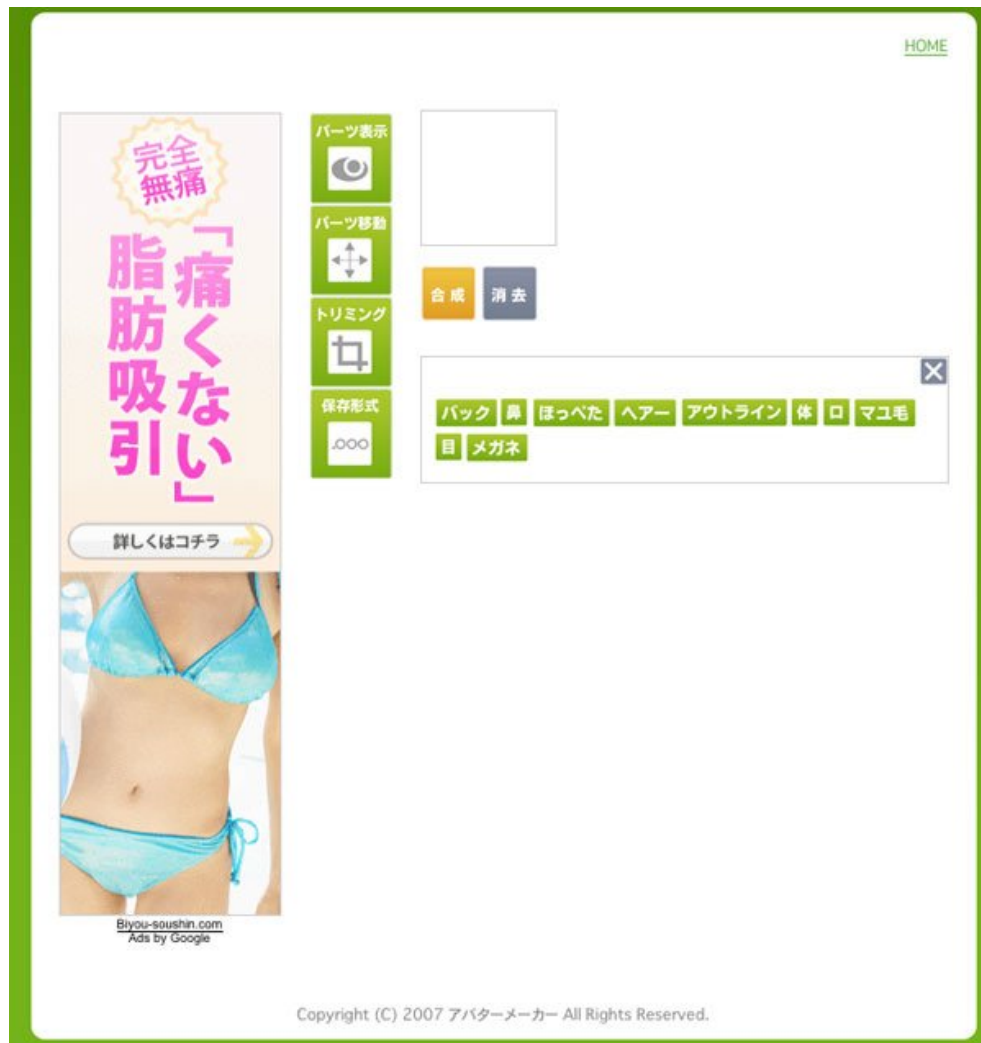 HOME
完全
無痛
「痛くない」
脂肪吸引
詳しくはコチラ
Biyou-soushin.com
Ads by Google
パーツ表示
パーツ移動
トリミング
保存形式
.ooo
合成 消去
バック 鼻 ほっぺた ヘアー アウトライン 体 口 マユ毛
目 メガネ
Copyright (C) 2007 アバターメーカー All Rights Reserved.